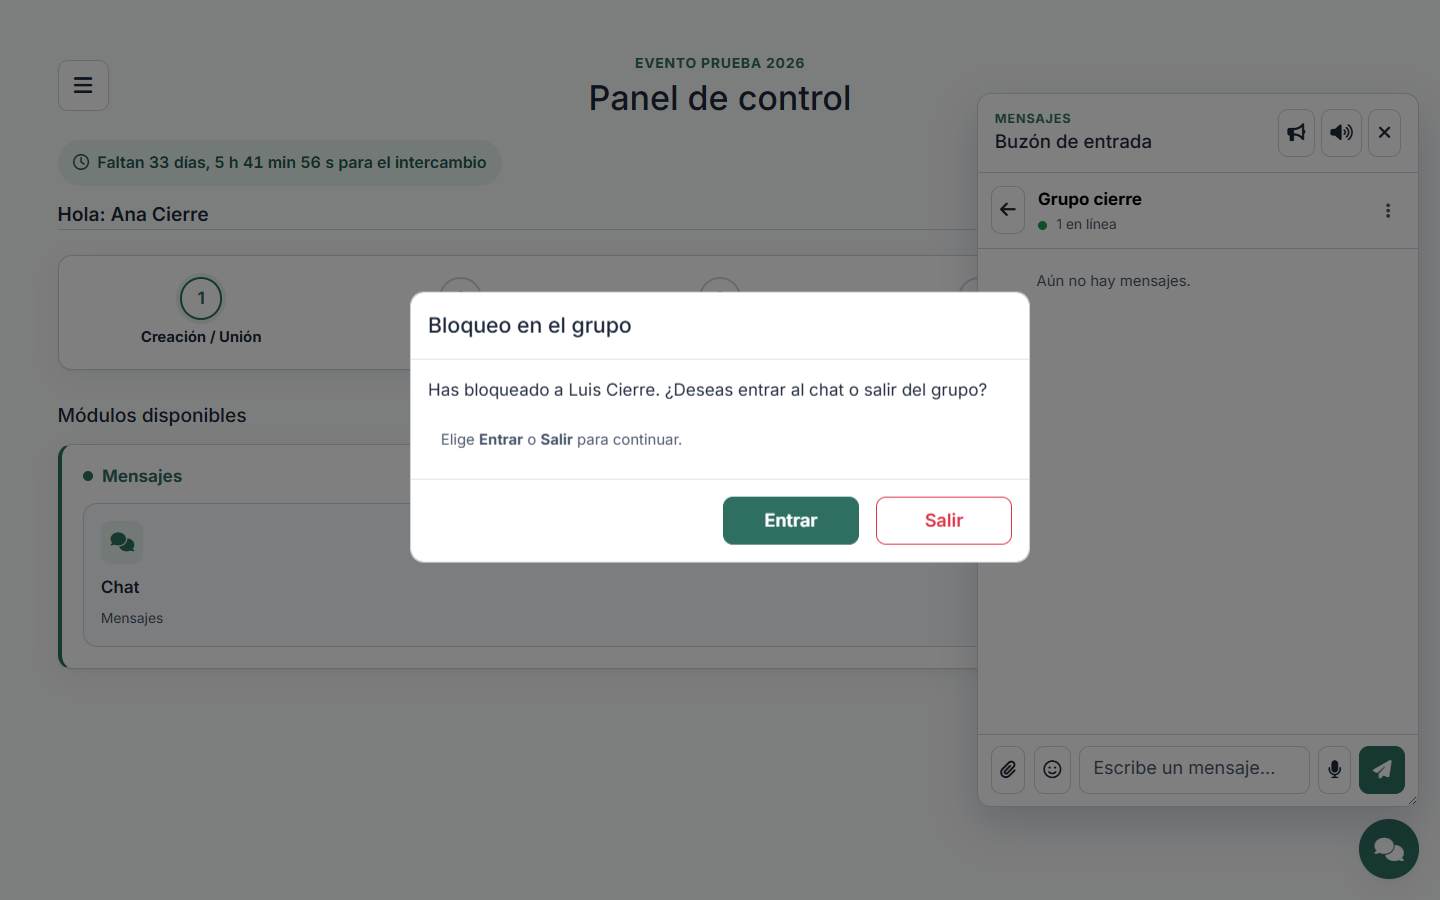 EVENTO PRUEBA 2026
Panel de control
Faltan 33 días, 5 h 41 min 56 s para el intercambio
Hola: Ana Cierre
1
Creación / Unión
Módulos disponibles
Mensajes
Chat
Mensajes
MENSAJES
Buzón de entrada
Grupo cierre
1 en línea
Aún no hay mensajes.
Escribe un mensaje...
Bloqueo en el grupo
Has bloqueado a Luis Cierre. ¿Deseas entrar al chat o salir del grupo?
Elige Entrar o Salir para continuar.
Entrar
Salir